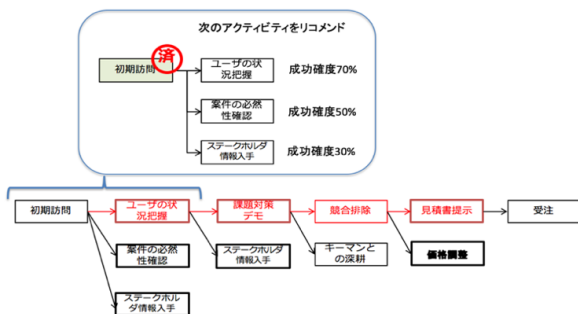 次のアクティビティをリコメンド
済
初期訪問
ユーザの状
況把握
成功確度70%
案件の必然
性確認
成功確度50%
ステークホルダ
情報入手
成功確度30%
初期訪問
ユーザの状
況把握
課題対策
デモ
競合排除
見積書提示
受注
案件の必然
性確認
ステークホルダ
情報入手
キーマンと
の深耕
価格調整
ステークホル
ダ情報入手